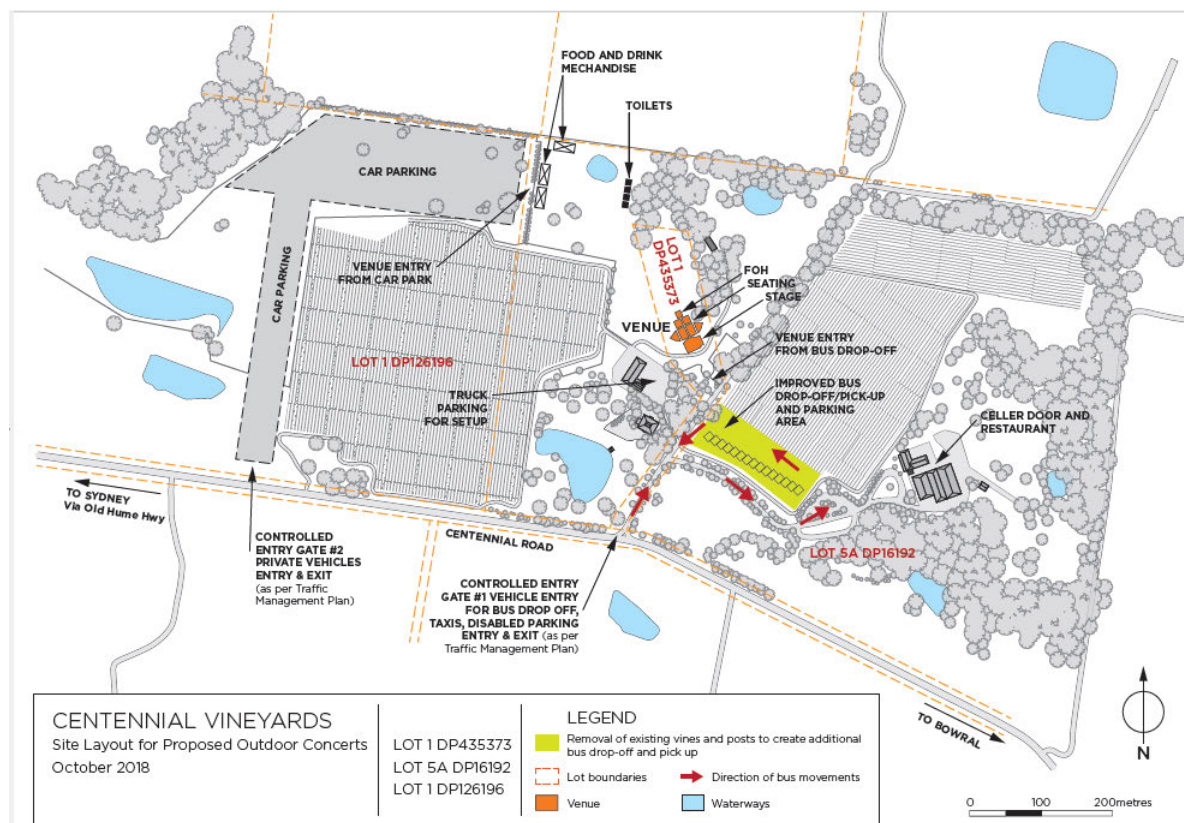 FOOD AND DRINK
MECHANDISE
TOILETS
CAR PARKING
CAR PARKING
VENUE ENTRY
FROM CAR PARK
LOT 1
DP435373
FOH
SEATING
STAGE
VENUE
VENUE ENTRY
FROM BUS DROP-OFF
LOT 1 DP126196
TRUCK
PARKING
FOR SETUP
IMPROVED BUS
DROP-OFF/PICK-UP
AND PARKING
AREA
CELLER DOOR AND
RESTAURANT
TO SYDNEY
Via Old Hume Hwy
CONTROLLED
ENTRY GATE #2
PRIVATE VEHICLES
ENTRY & EXIT
(as per Traffic
Management Plan)
CENTENNIAL ROAD
LOT 5A DP16192
CONTROLLED ENTRY
GATE #1 VEHICLE ENTRY
FOR BUS DROP OFF,
TAXIS, DISABLED PARKING
ENTRY & EXIT (as per
Traffic Management Plan)
TO BOWRAL
N
CENTENNIAL VINEYARDS
Site Layout for Proposed Outdoor Concerts
October 2018
LOT 1 DP435373
LOT 5A DP16192
LOT 1 DP126196
LEGEND
Removal of existing vines and posts to create additional
bus drop-off and pick up
Lot boundaries
Direction of bus movements
Venue
Waterways
0 100 200metres